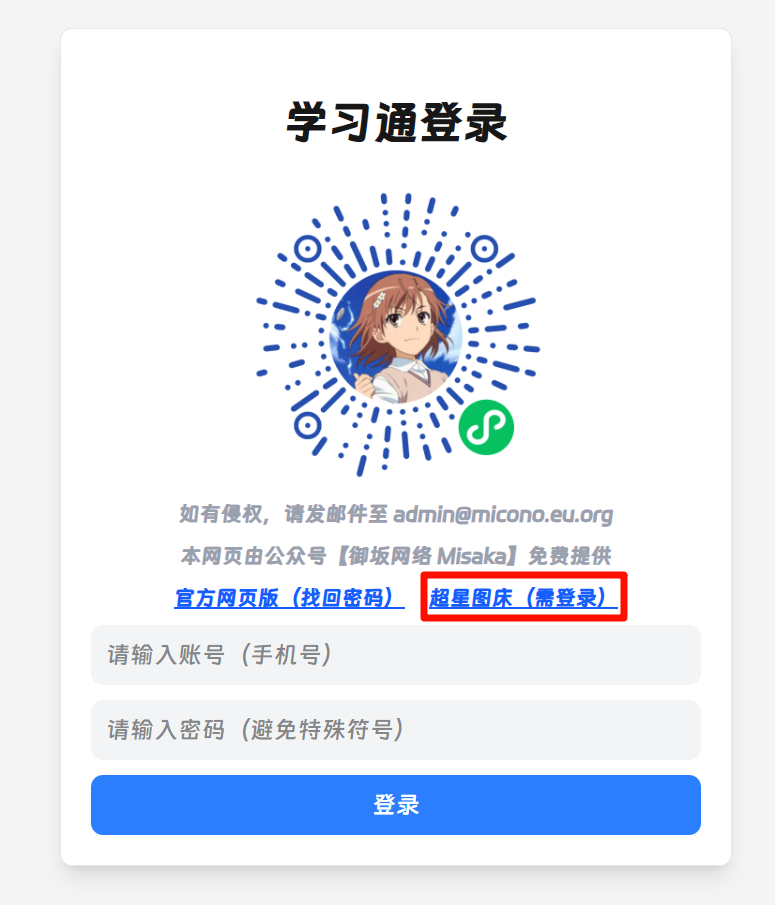 学习通登录
如有侵权，请发邮件至 admin@micono.eu.org
本网页由公众号【御坂网络 Misaka】免费提供
官方网页版（找回密码） 超星图床（需登录）
请输入账号（手机号）
请输入密码（避免特殊符号）
登录